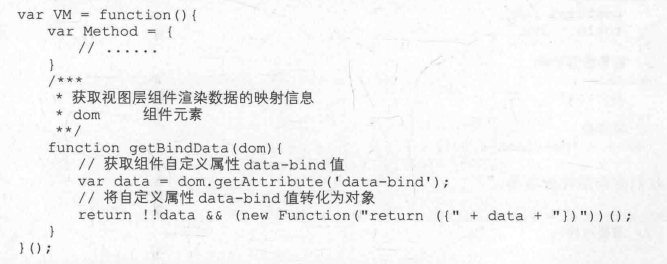 var VM = function(){
    var Method = {
        // ......
    }
    /***
     * 获取视图层组件渲染数据的映射信息
     * dom      组件元素
     **/
    function getBindData(dom){
        // 获取组件自定义属性 data-bind 值
        var data = dom.getAttribute('data-bind');
        // 将自定义属性 data-bind 值转化为对象
        return !!data && (new Function("return ({" + data + "})"))();
    }
}();